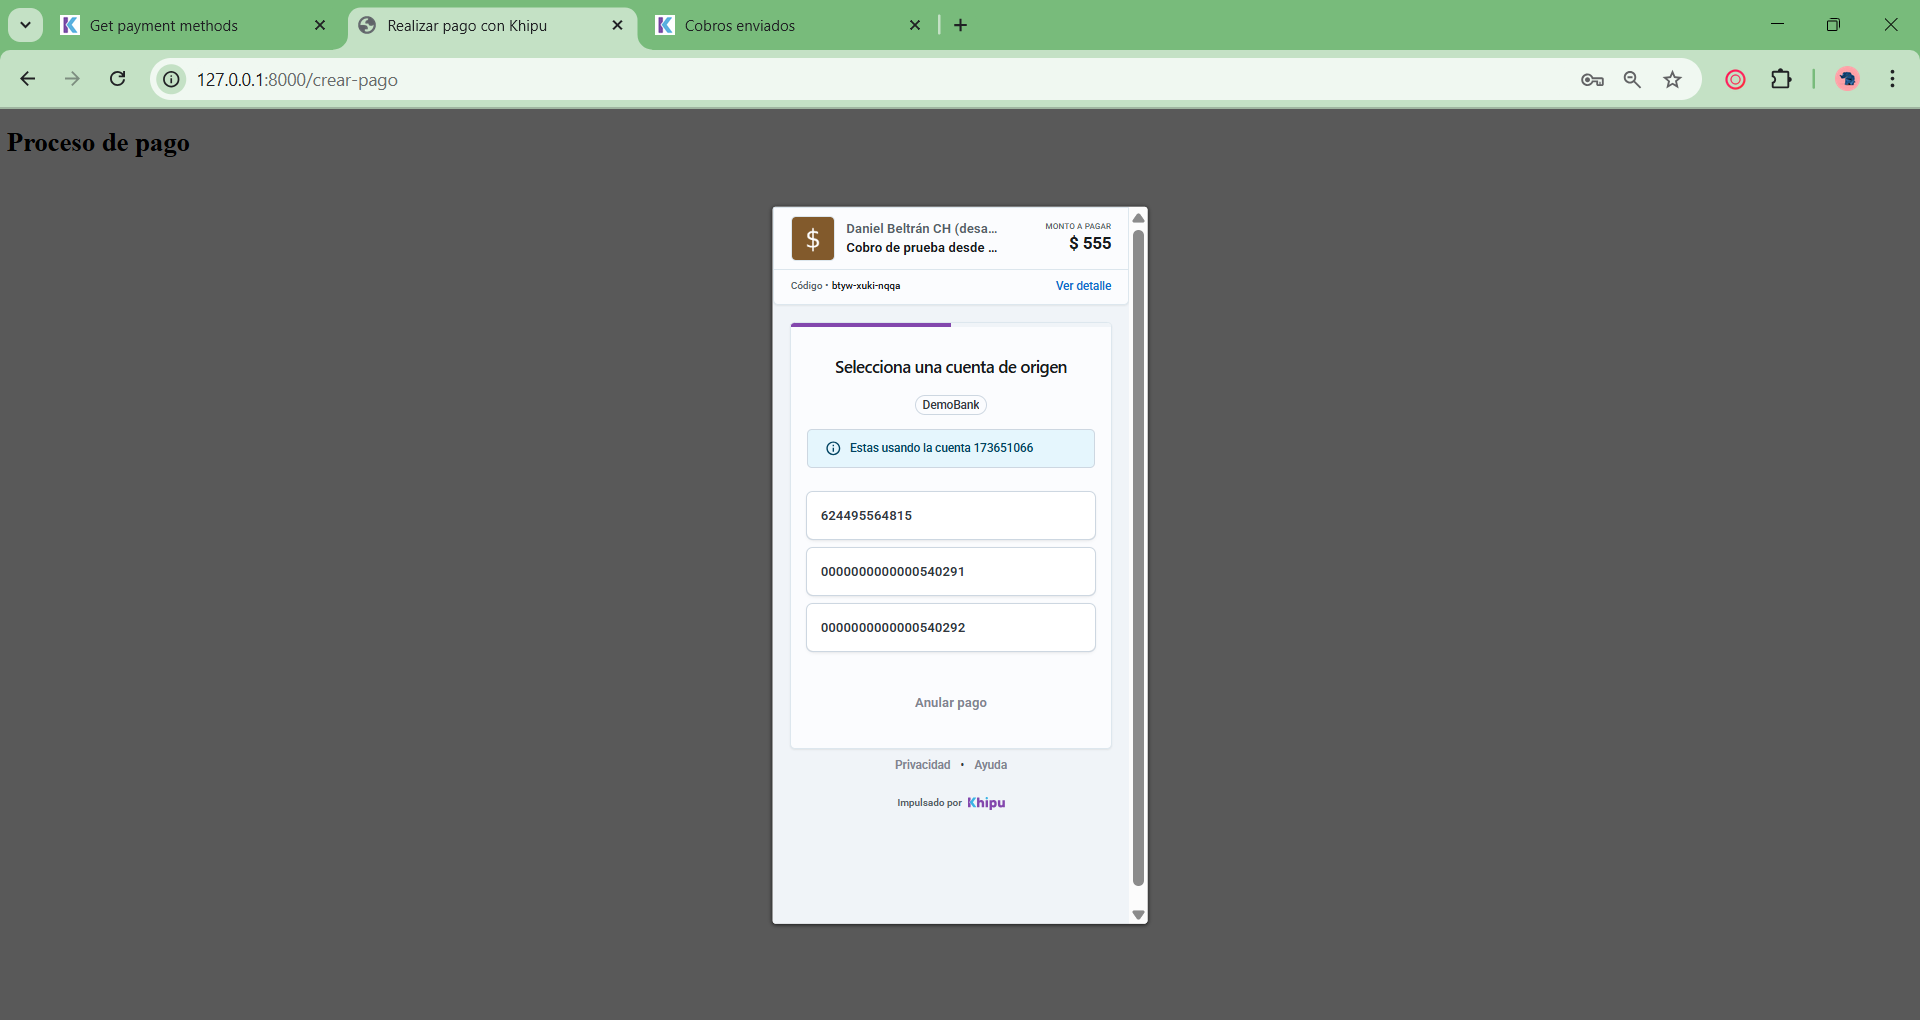 Get payment methods
Realizar pago con Khipu
Cobros enviados
127.0.0.1:8000/crear-pago
Proceso de pago
$
Daniel Beltrán CH (desa...
Cobro de prueba desde ...
MONTO A PAGAR
$ 555
Código • btyw-xuki-nqqa
Ver detalle
Selecciona una cuenta de origen
DemoBank
Estas usando la cuenta 173651066
624495564815
0000000000000540291
0000000000000540292
Anular pago
Privacidad • Ayuda
Impulsado por Khipu